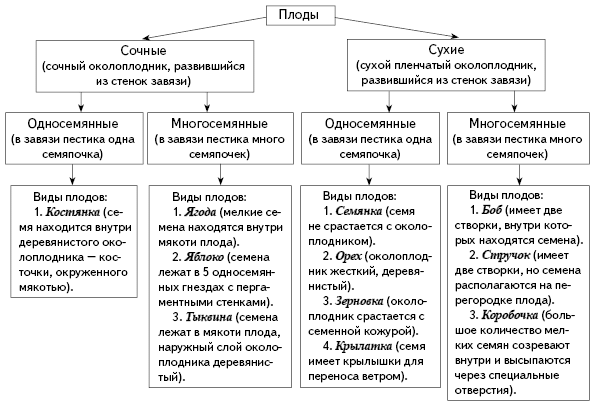 Плоды
Сочные
(сочный околоплодник, развившийся
из стенок завязи)
Сухие
(сухой пленчатый околоплодник,
развившийся из стенок завязи)
Односемянные
(в завязи пестика одна
семяпочка)
Многосемянные
(в завязи пестика много
семяпочек)
Односемянные
(в завязи пестика одна
семяпочка)
Многосемянные
(в завязи пестика много
семяпочек)
Виды плодов:
1. Костянка (се-
мя находится внутри
деревянистого око-
лоплодника — кос-
точки, окруженного
мякотью).
Виды плодов:
1. Ягода (мелкие се-
мена находятся внутри
мякоти плода).
2. Яблоко (семена
лежат в 5 односемян-
ных гнездах сперга-
ментными стенками).
3. Тыквина (семена
лежат в мякоти плода,
наружный слой около-
плодника деревянис-
тый).
Виды плодов:
1. Семянка (семя
не срастается с около-
плодником).
2. Орех (околоплод-
ник жесткий, деревя-
нистый).
3. Зерновка (около-
плодник срастается с
семенной кожурой).
4. Крылатка (семя
имеет крылышки для
переноса ветром).
Виды плодов:
1. Боб (имеет две
створки, внутри кото-
рых находятся семена).
2. Стручок (имеет
две створки, но семена
располагаются на пе-
регородке плода).
3. Коробочка (боль-
шое количество мел-
ких семян созревают
внутри и высыпаются
через специальные
отверстия).